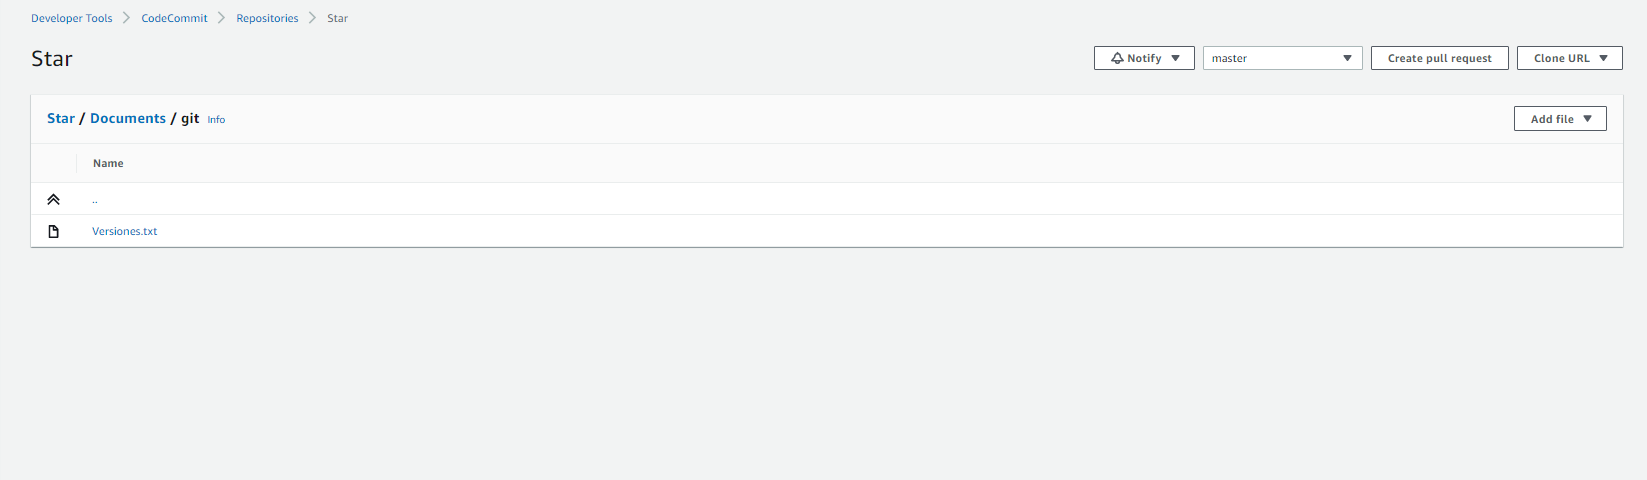 Developer Tools > CodeCommit > Repositories > Star
Star
Notify master Create pull request Clone URL
Star / Documents / git Info
Add file
Name
..
Versiones.txt